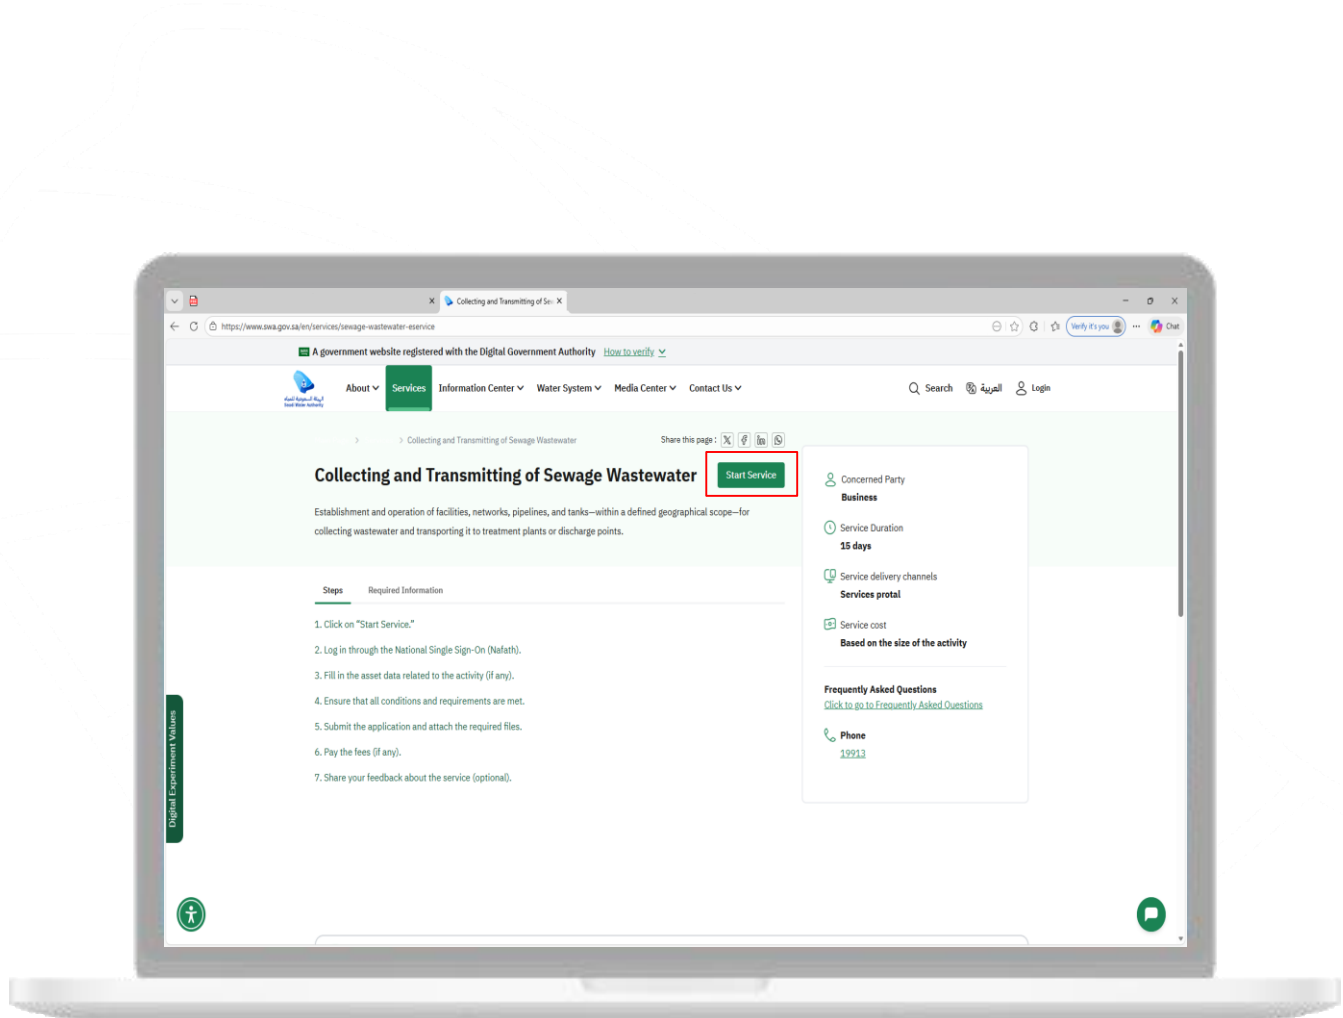 Collecting and Transmitting of Se
https://www.swa.gov.sa/en/services/sewage-wastewater-eservice
Verify it's you
Chat
A government website registered with the Digital Government Authority How to verify
الهيئة السعودية للمياه
Saudi Water Authority
About Services Information Center Water System Media Center Contact Us
Search العربية Login
> > Collecting and Transmitting of Sewage Wastewater
Share this page :
Collecting and Transmitting of Sewage Wastewater
Start Service
Establishment and operation of facilities, networks, pipelines, and tanks—within a defined geographical scope—for
collecting wastewater and transporting it to treatment plants or discharge points.
Steps Required Information
1. Click on "Start Service."
2. Log in through the National Single Sign-On (Nafath).
3. Fill in the asset data related to the activity (if any).
4. Ensure that all conditions and requirements are met.
5. Submit the application and attach the required files.
6. Pay the fees (if any).
7. Share your feedback about the service (optional).
Concerned Party
Business
Service Duration
15 days
Service delivery channels
Services protal
Service cost
Based on the size of the activity
Frequently Asked Questions
Click to go to Frequently Asked Questions
Phone
19913
Digital Experiment Values